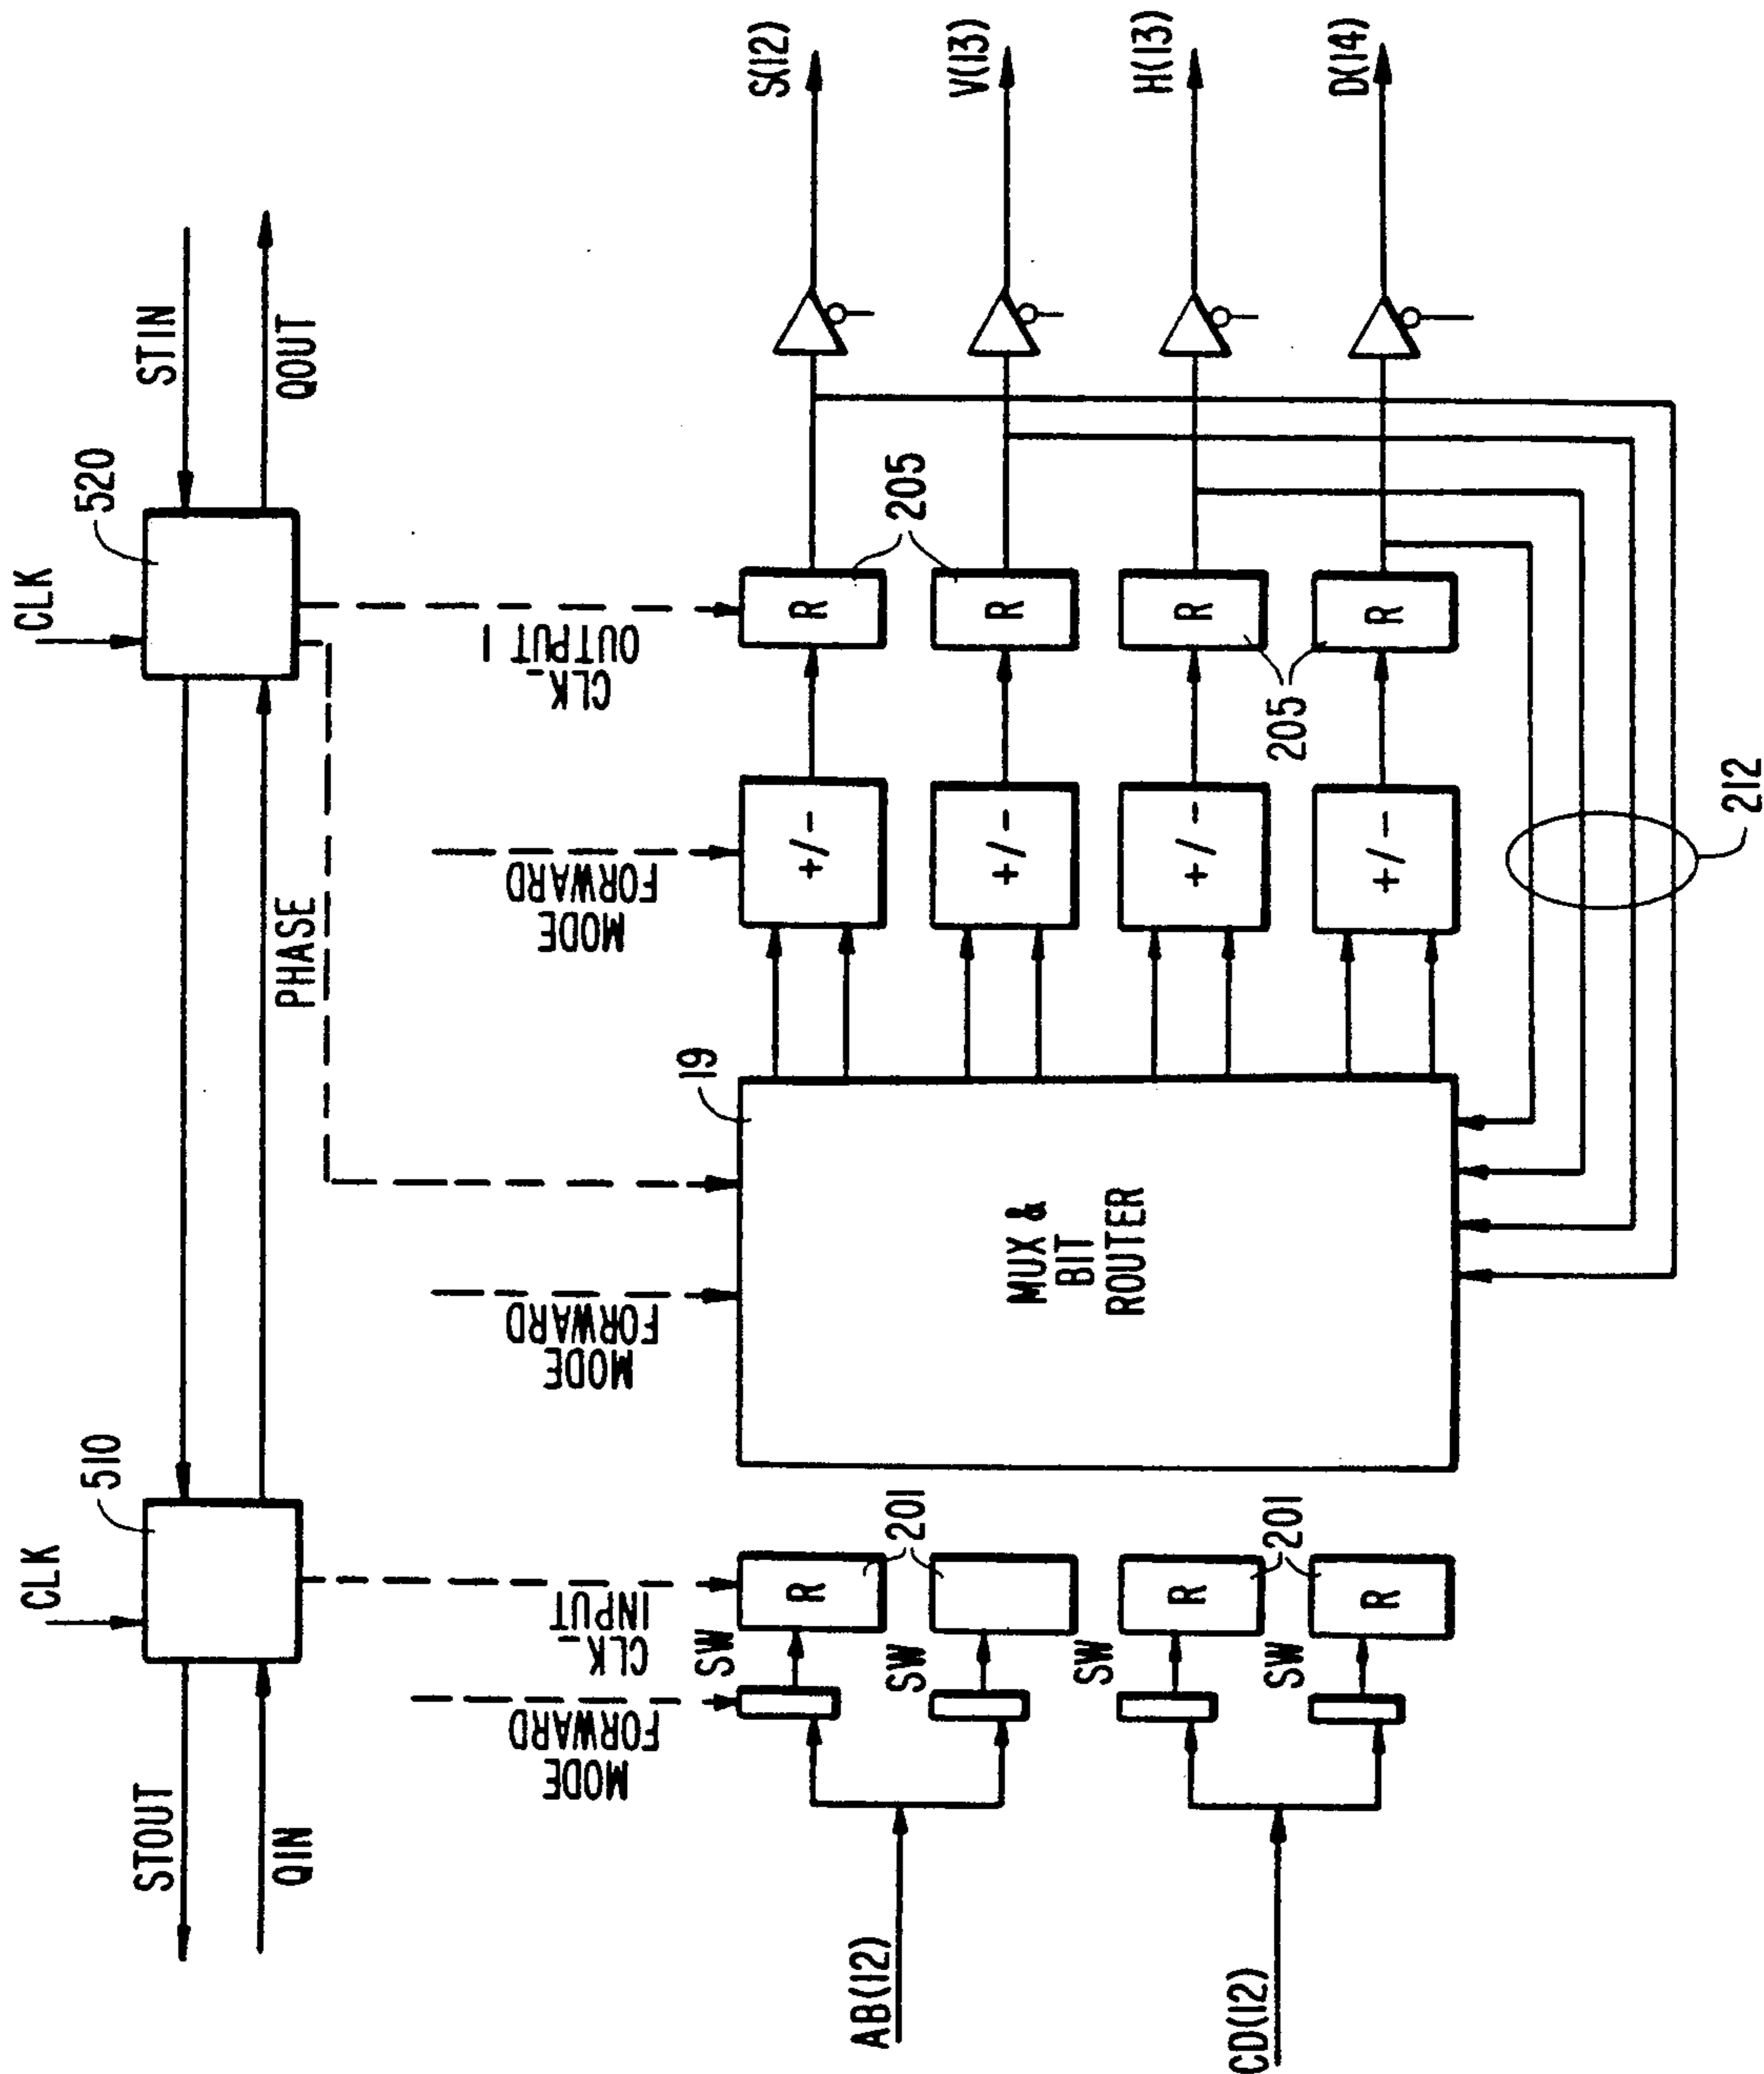 CLK
CLK
510
520
STOUT
STIN
QIN
QOUT
PHASE
MODE
FORWARD
CLK_
INPUT
MODE
FORWARD
MODE
FORWARD
CLK_
OUTPUT 1
SW
R
201
SW
SW
R
201
SW
R
AB(12)
CD(12)
19
MUX &
BIT
ROUTER
+/-
+/-
+/-
+/-
R
205
R
R
205
R
S(12)
V(13)
H(13)
D(14)
212